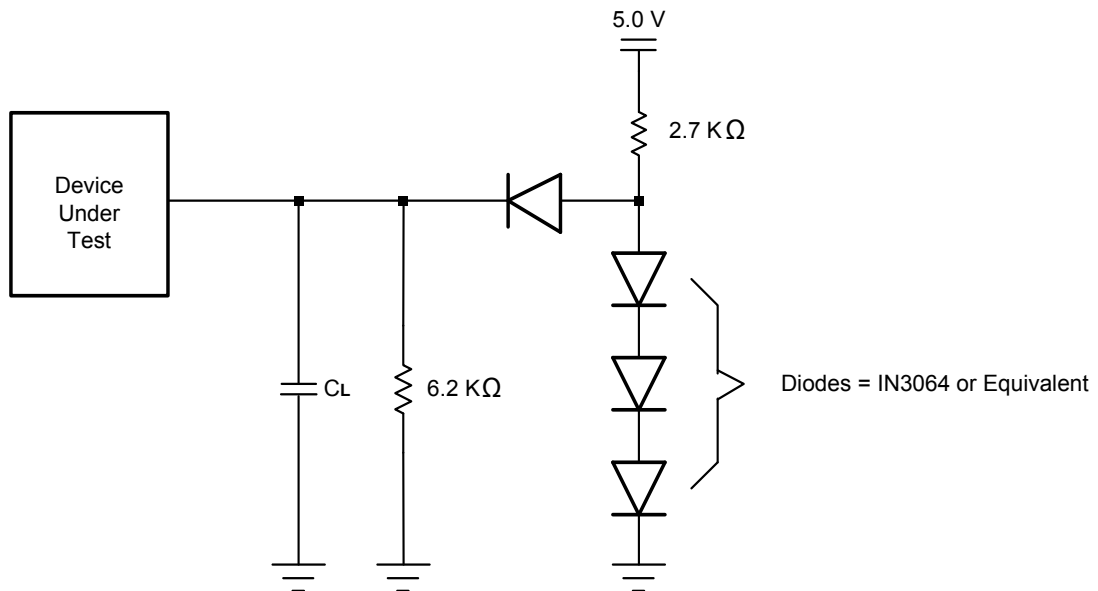 5.0 V
2.7 KΩ
Device
Under
Test
CL
6.2 KΩ
Diodes = IN3064 or Equivalent